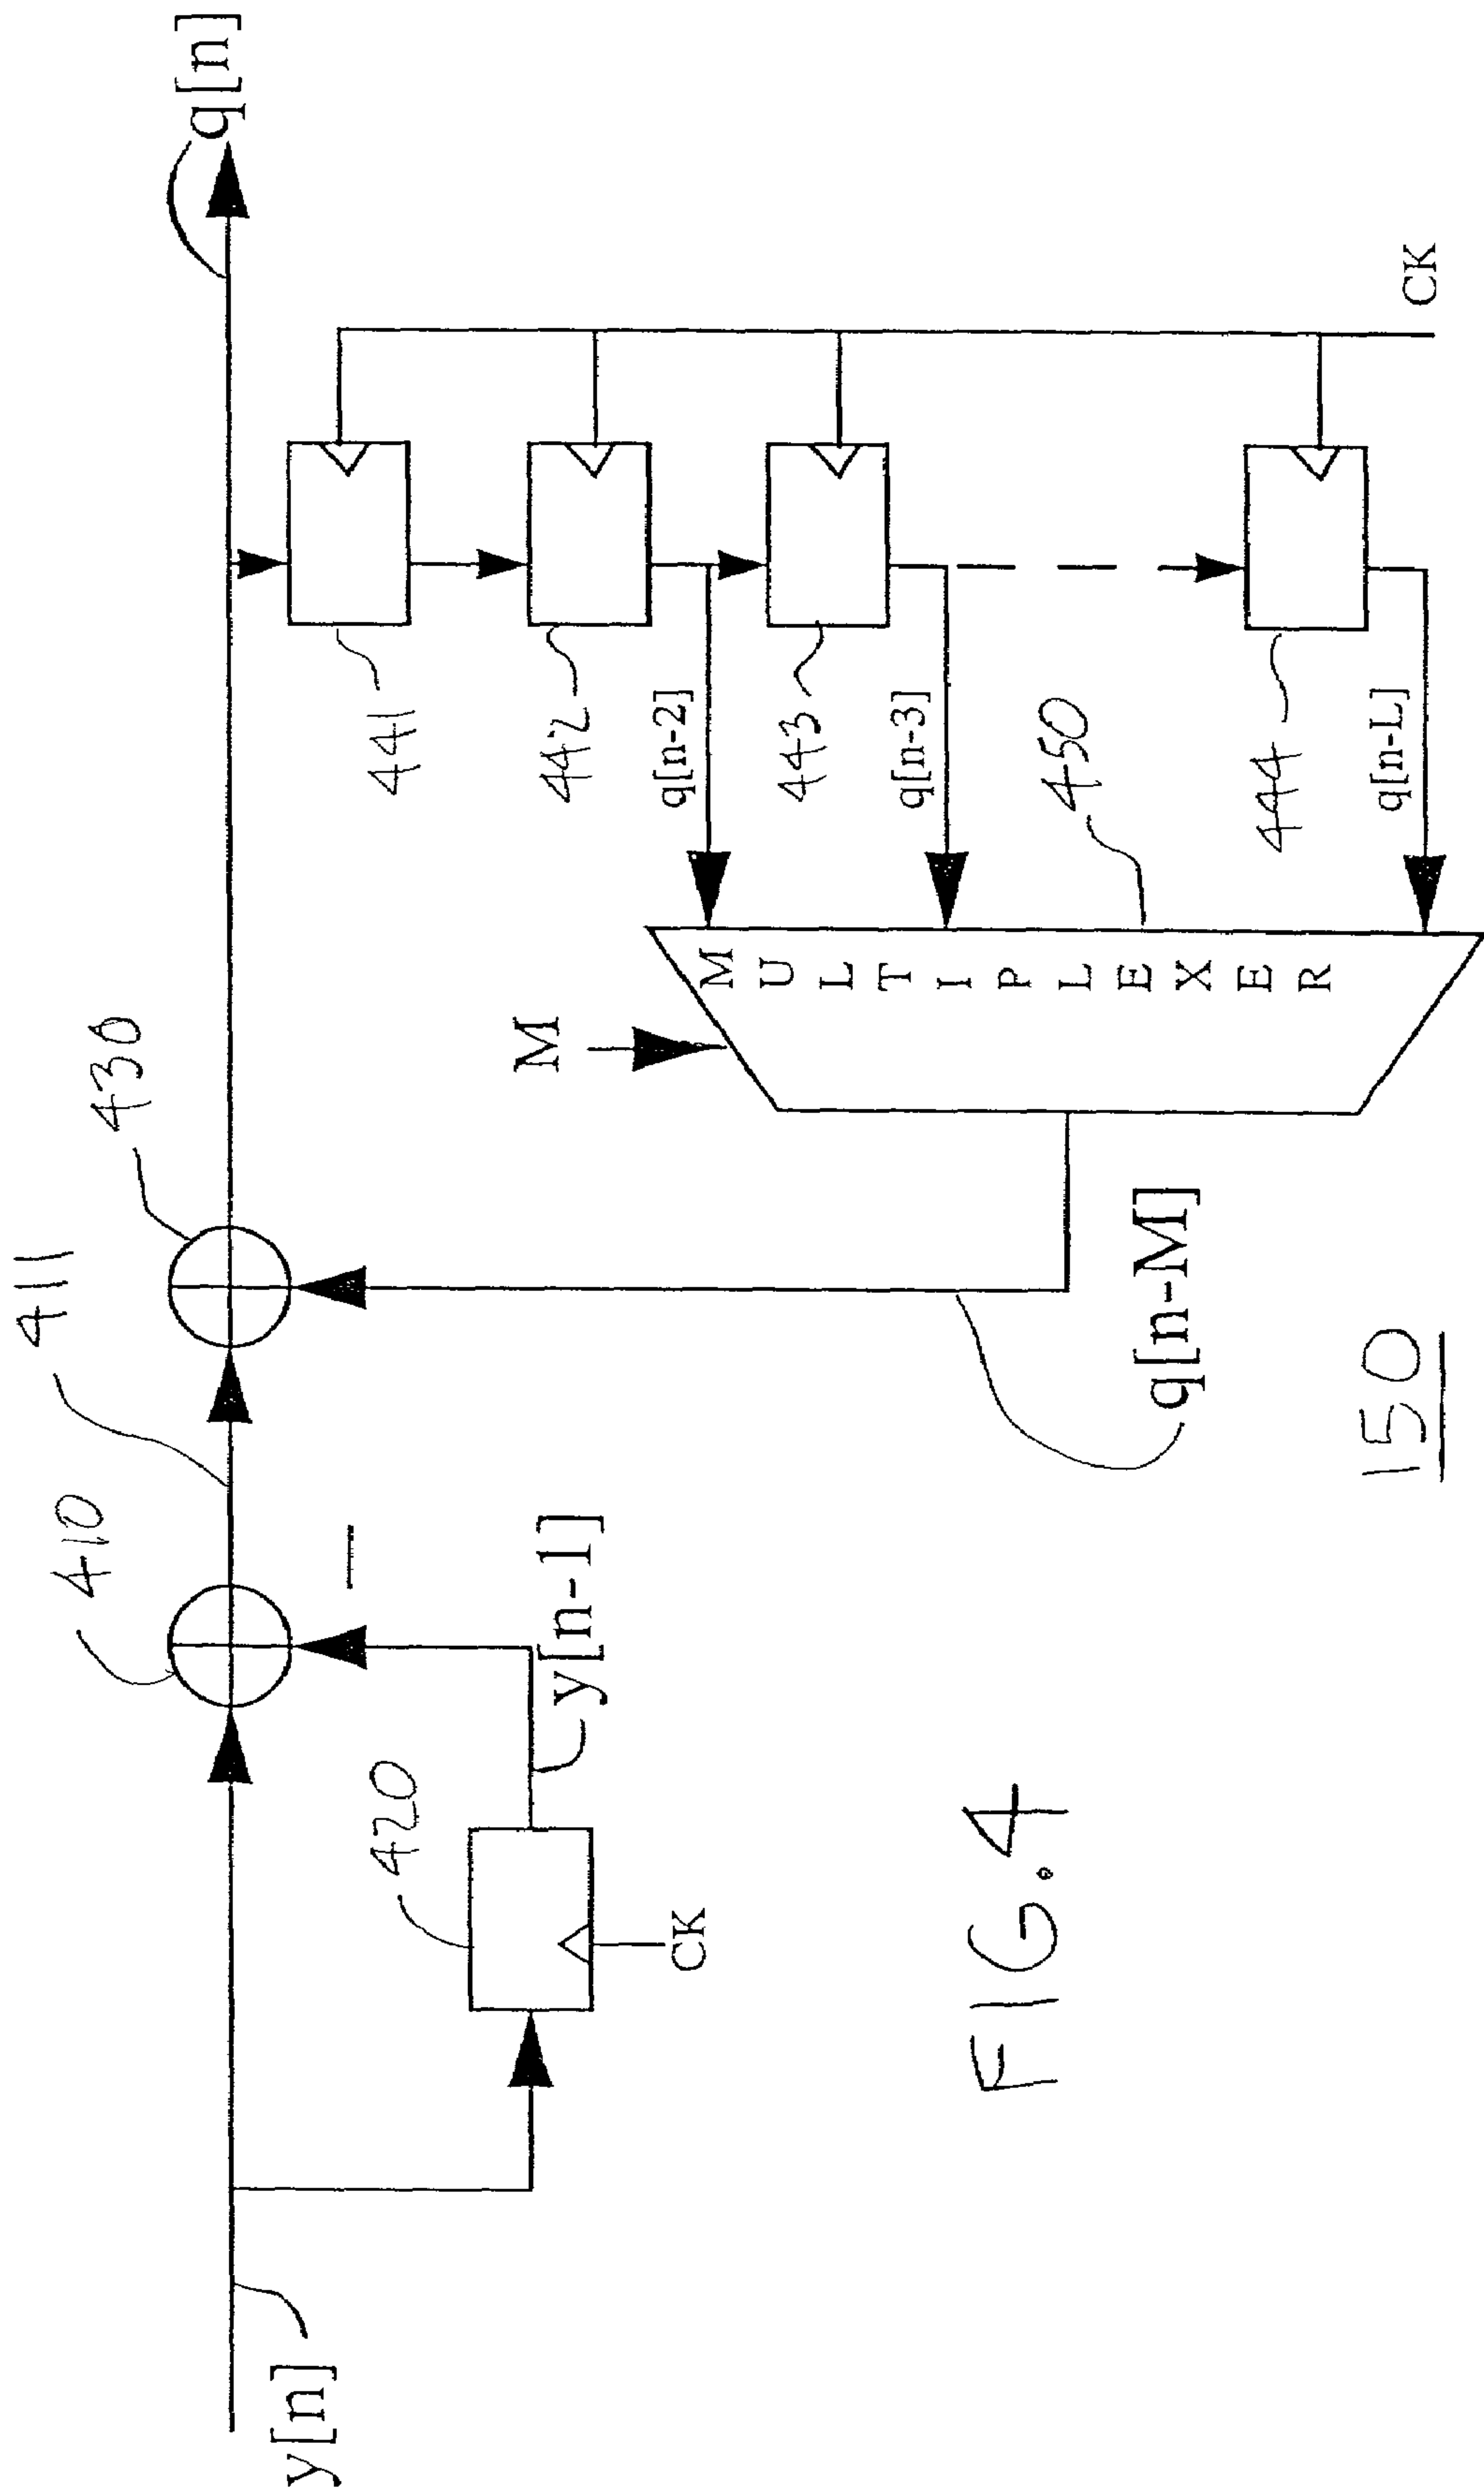 y[n]
420
CK
y[n-1]
410
—
411
430
q[n-M]
M
MULTIPLEXER
450
q[n-2]
q[n-3]
q[n-L]
441
442
443
444
CK
q[n]
150
FIG. 4